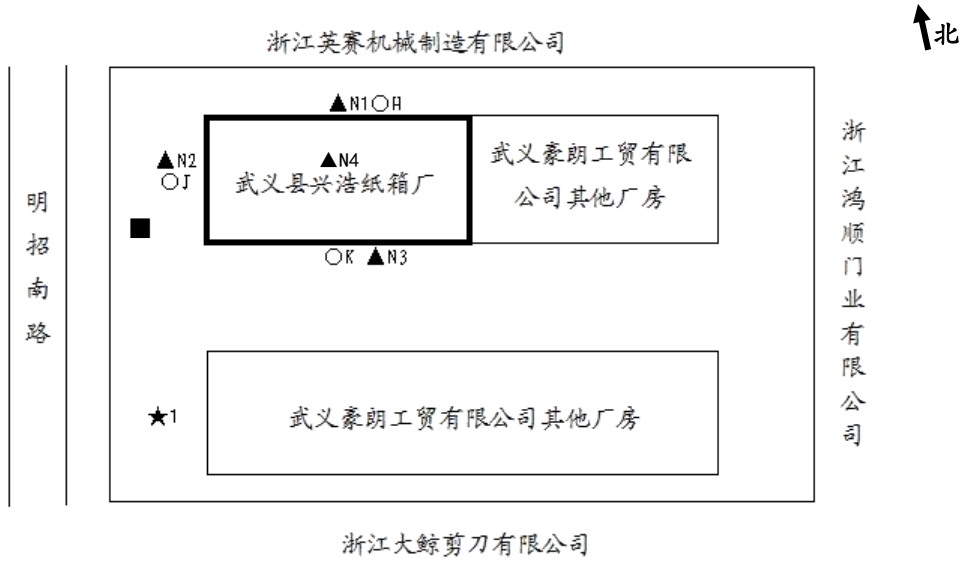 北
浙江英赛机械制造有限公司
▲N1○H
▲N2
○J
▲N4
武义县兴浩纸箱厂
武义豪朗工贸有限
公司其他厂房
○K ▲N3
明招南路
浙江鸿顺门业有限公司
★1
武义豪朗工贸有限公司其他厂房
浙江大鲸剪刀有限公司